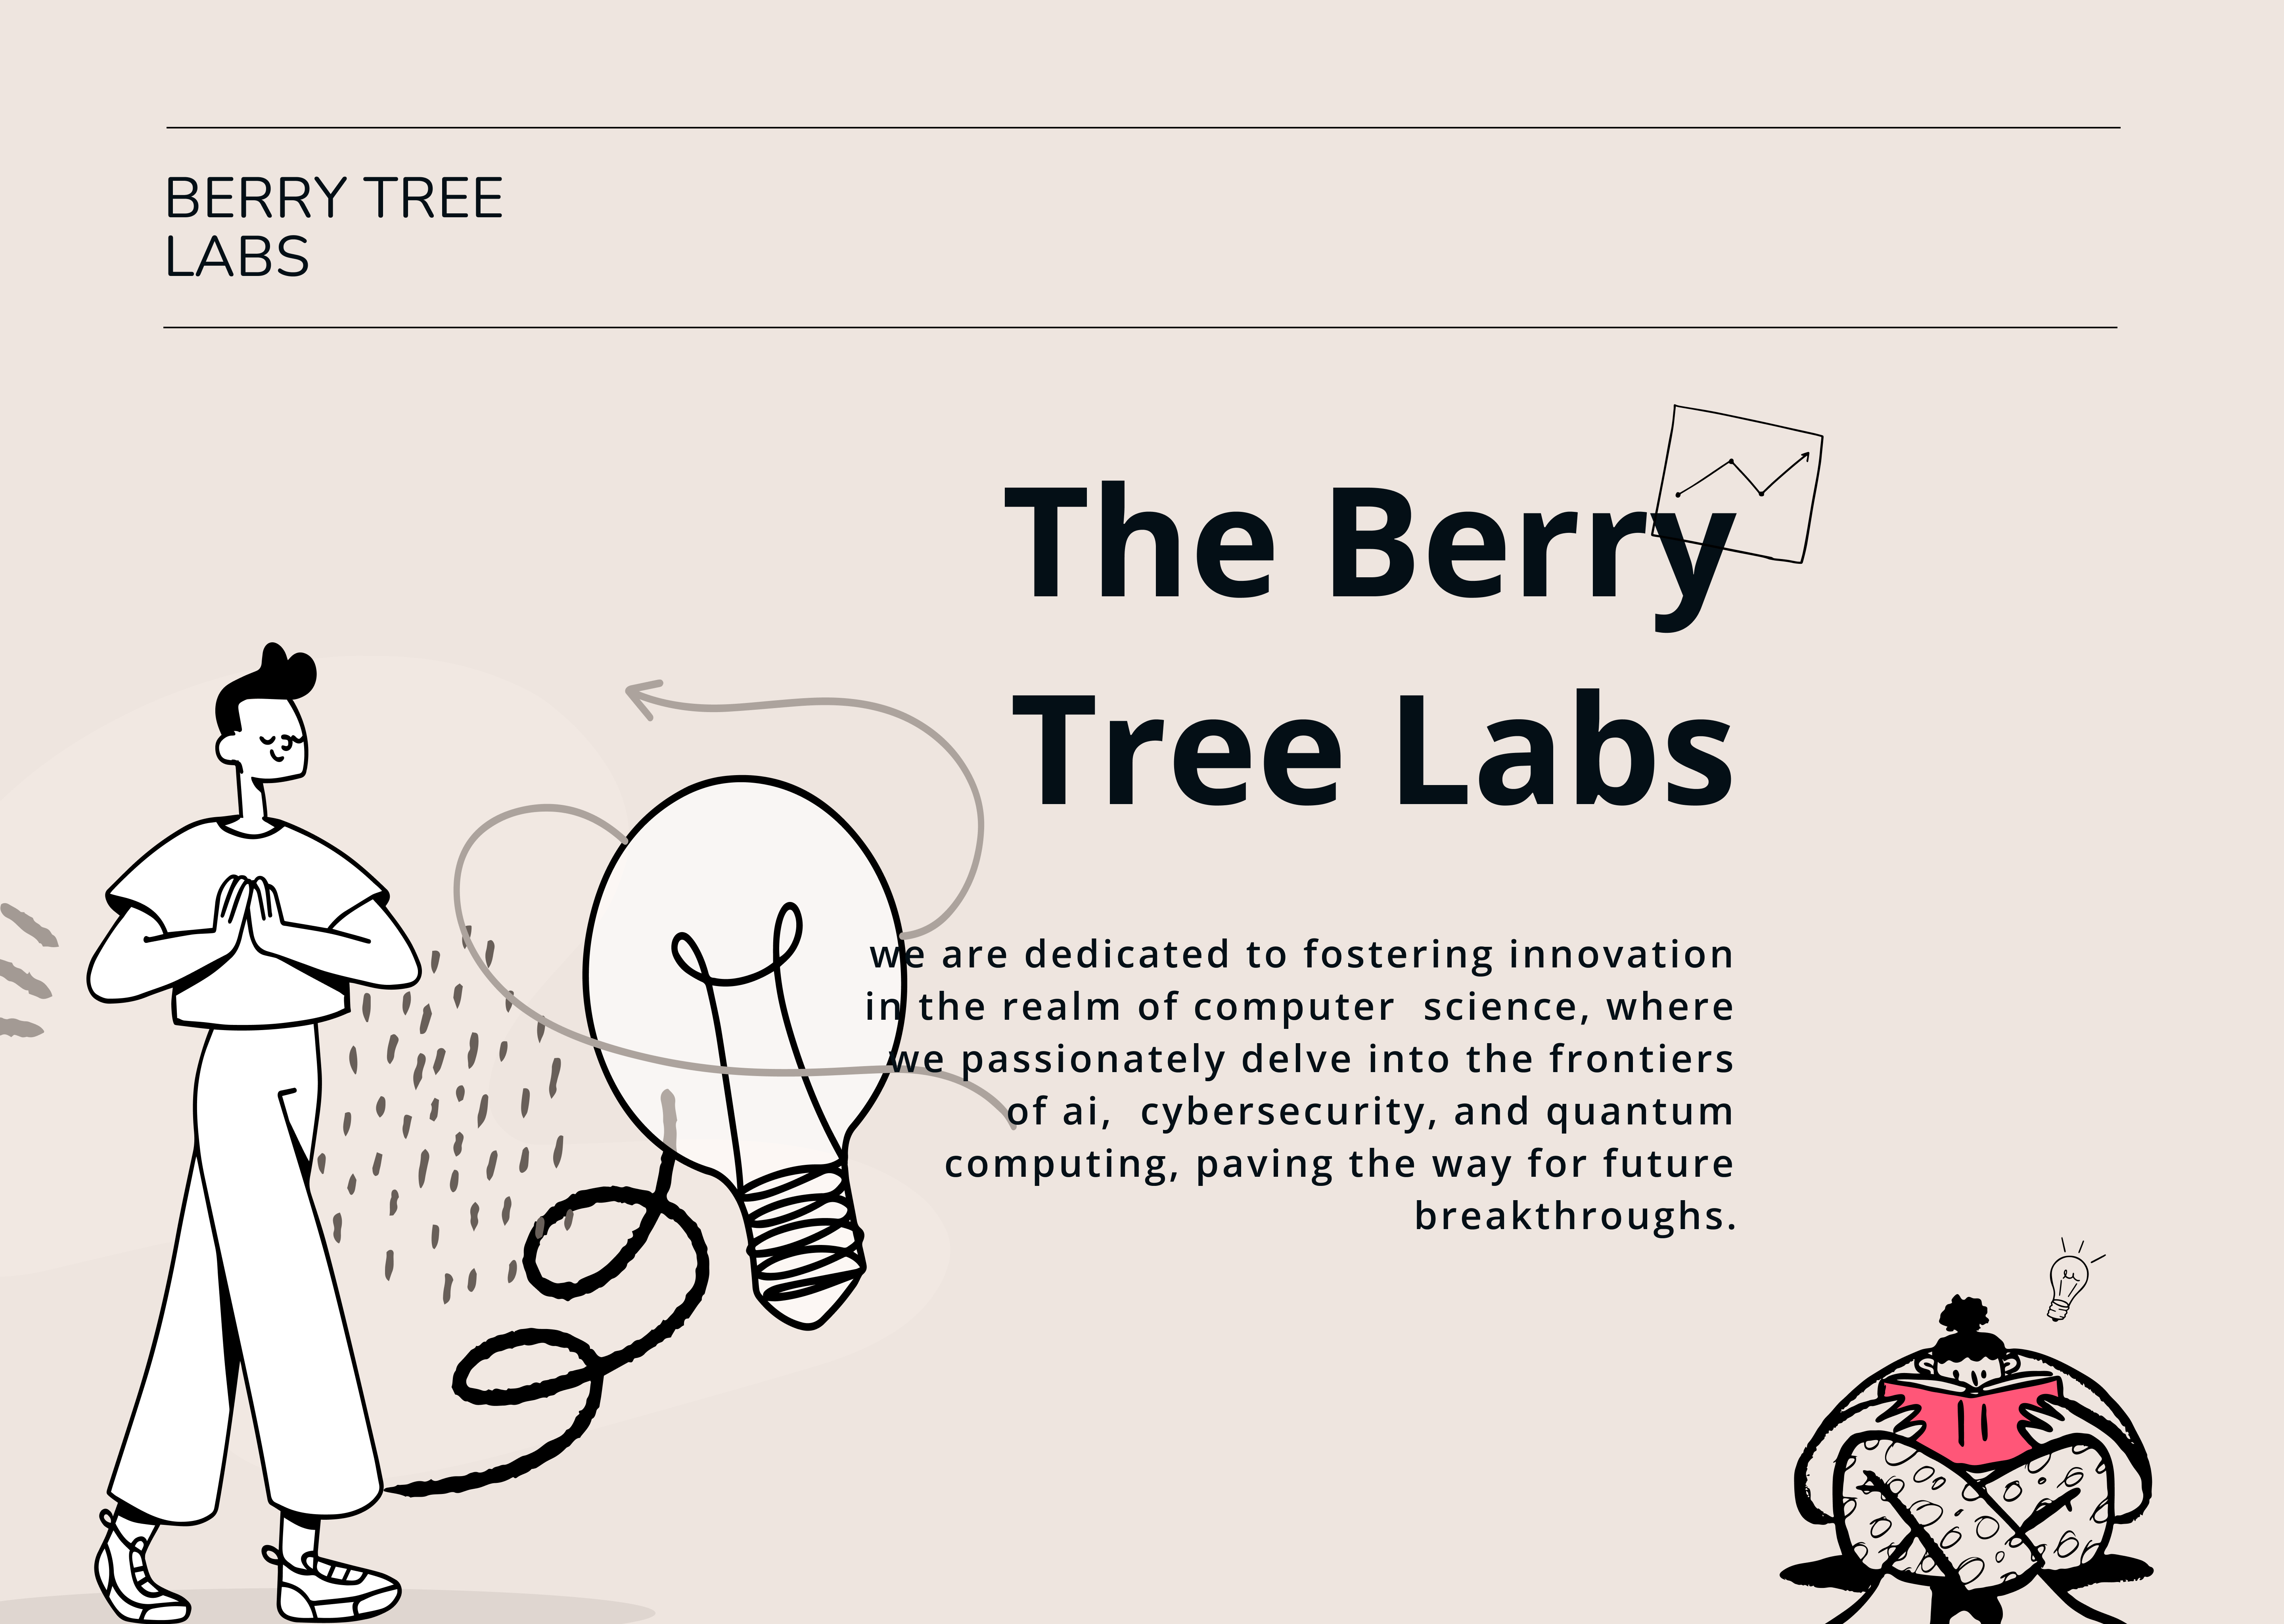 BERRY TREE
LABS
The Berry
Tree Labs
we are dedicated to fostering innovation
in the realm of computer  science, where
we passionately delve into the frontiers
of ai,  cybersecurity, and quantum
computing, paving the way for future
breakthroughs.